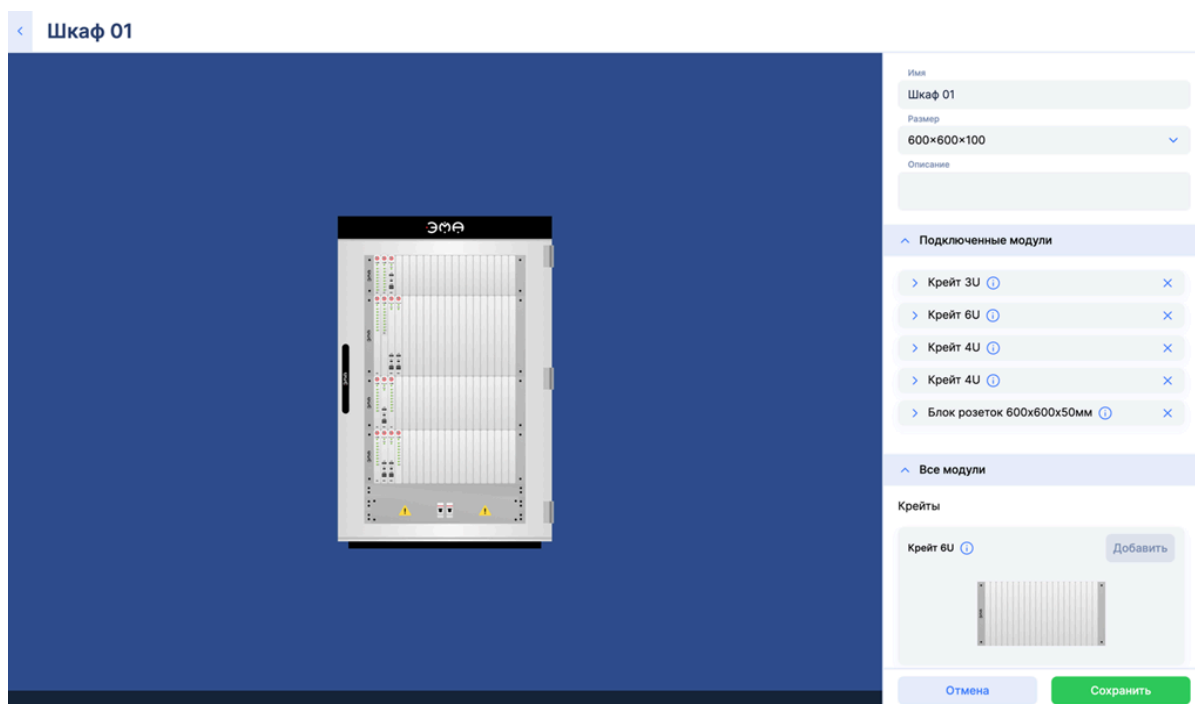 Шкаф 01
ЭМА
Имя
Шкаф 01
Размер
600×600×100
Описание
Подключенные модули
Крейт 3U
Крейт 6U
Крейт 4U
Крейт 4U
Блок розеток 600x600x50мм
Все модули
Крейты
Крейт 6U
Добавить
Отмена
Сохранить